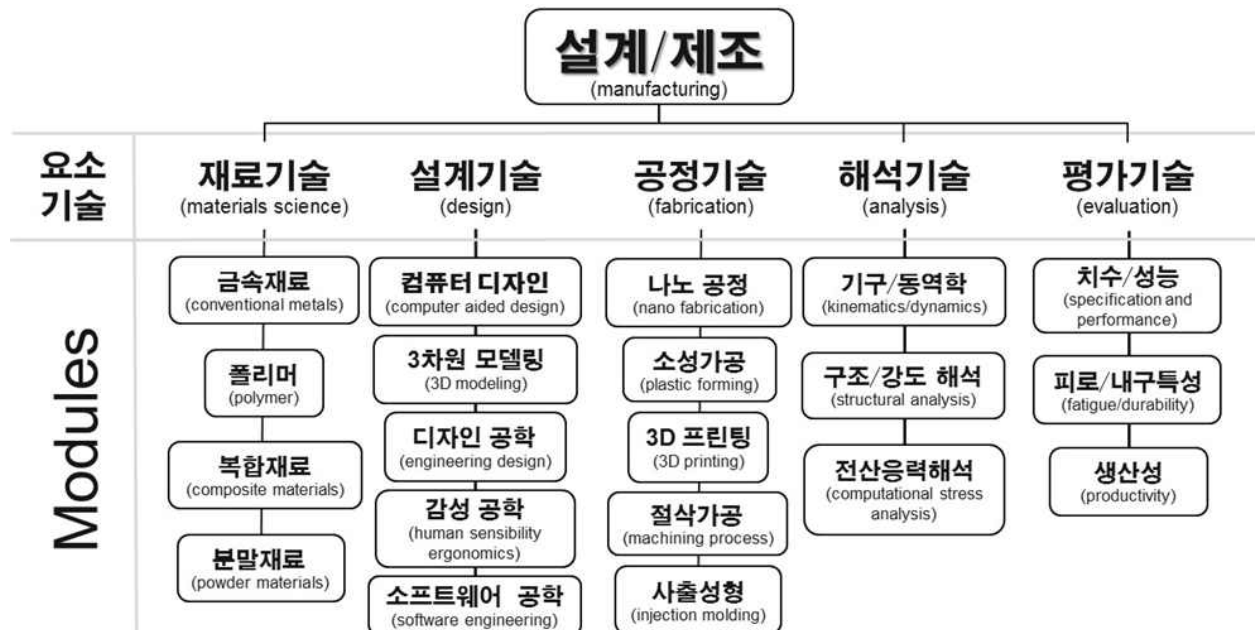 설계/제조
(manufacturing)
요소
기술
재료기술
(materials science)
설계기술
(design)
공정기술
(fabrication)
해석기술
(analysis)
평가기술
(evaluation)
Modules
금속재료
(conventional metals)
폴리머
(polymer)
복합재료
(composite materials)
분말재료
(powder materials)
컴퓨터 디자인
(computer aided design)
3차원 모델링
(3D modeling)
디자인 공학
(engineering design)
감성 공학
(human sensibility
ergonomics)
소프트웨어 공학
(software engineering)
나노 공정
(nano fabrication)
소성가공
(plastic forming)
3D 프린팅
(3D printing)
절삭가공
(machining process)
사출성형
(injection molding)
기구/동역학
(kinematics/dynamics)
구조/강도 해석
(structural analysis)
전산응력해석
(computational stress
analysis)
치수/성능
(specification and
performance)
피로/내구특성
(fatigue/durability)
생산성
(productivity)